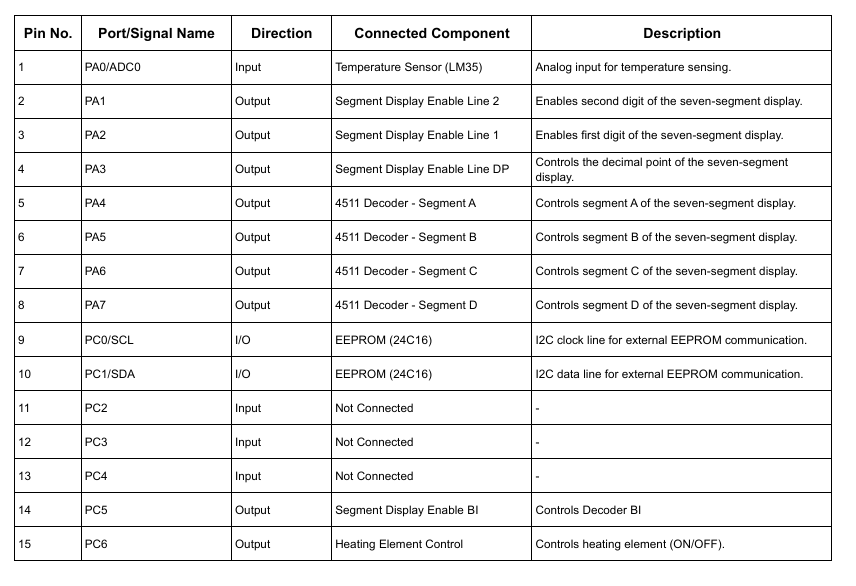 Pin No. Port/Signal Name Direction Connected Component Description
1 PA0/ADC0 Input Temperature Sensor (LM35) Analog input for temperature sensing.
2 PA1 Output Segment Display Enable Line 2 Enables second digit of the seven-segment display.
3 PA2 Output Segment Display Enable Line 1 Enables first digit of the seven-segment display.
4 PA3 Output Segment Display Enable Line DP Controls the decimal point of the seven-segment
display.
5 PA4 Output 4511 Decoder - Segment A Controls segment A of the seven-segment display.
6 PA5 Output 4511 Decoder - Segment B Controls segment B of the seven-segment display.
7 PA6 Output 4511 Decoder - Segment C Controls segment C of the seven-segment display.
8 PA7 Output 4511 Decoder - Segment D Controls segment D of the seven-segment display.
9 PC0/SCL I/O EEPROM (24C16) I2C clock line for external EEPROM communication.
10 PC1/SDA I/O EEPROM (24C16) I2C data line for external EEPROM communication.
11 PC2 Input Not Connected -
12 PC3 Input Not Connected -
13 PC4 Input Not Connected -
14 PC5 Output Segment Display Enable BI Controls Decoder BI
15 PC6 Output Heating Element Control Controls heating element (ON/OFF).